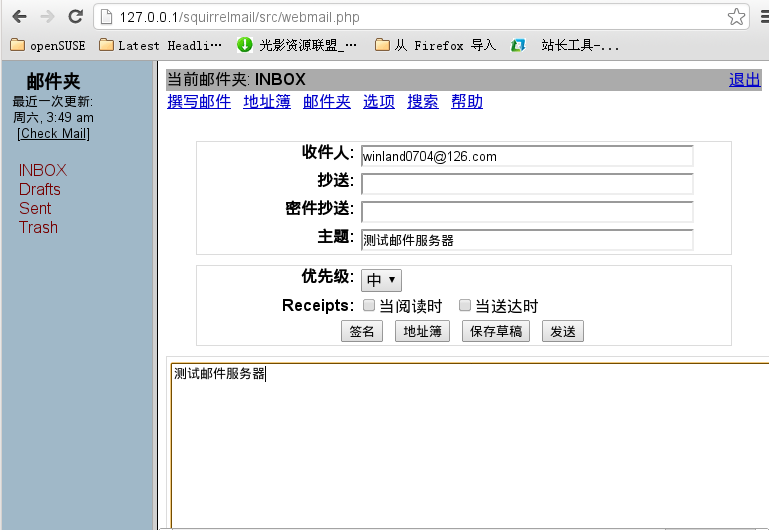 127.0.0.1/squirrelmail/src/webmail.php
openSUSE Latest Headli··· 光影资源联盟_··· 从 Firefox 导入 站长工具-...
邮件夹
最近一次更新:
周六, 3:49 am
[Check Mail]
INBOX
Drafts
Sent
Trash
当前邮件夹: INBOX 退出
撰写邮件 地址簿 邮件夹 选项 搜索 帮助
收件人: winland0704@126.com
抄送:
密件抄送:
主题: 测试邮件服务器
优先级: 中
Receipts: 当阅读时 当送达时
签名 地址簿 保存草稿 发送
测试邮件服务器